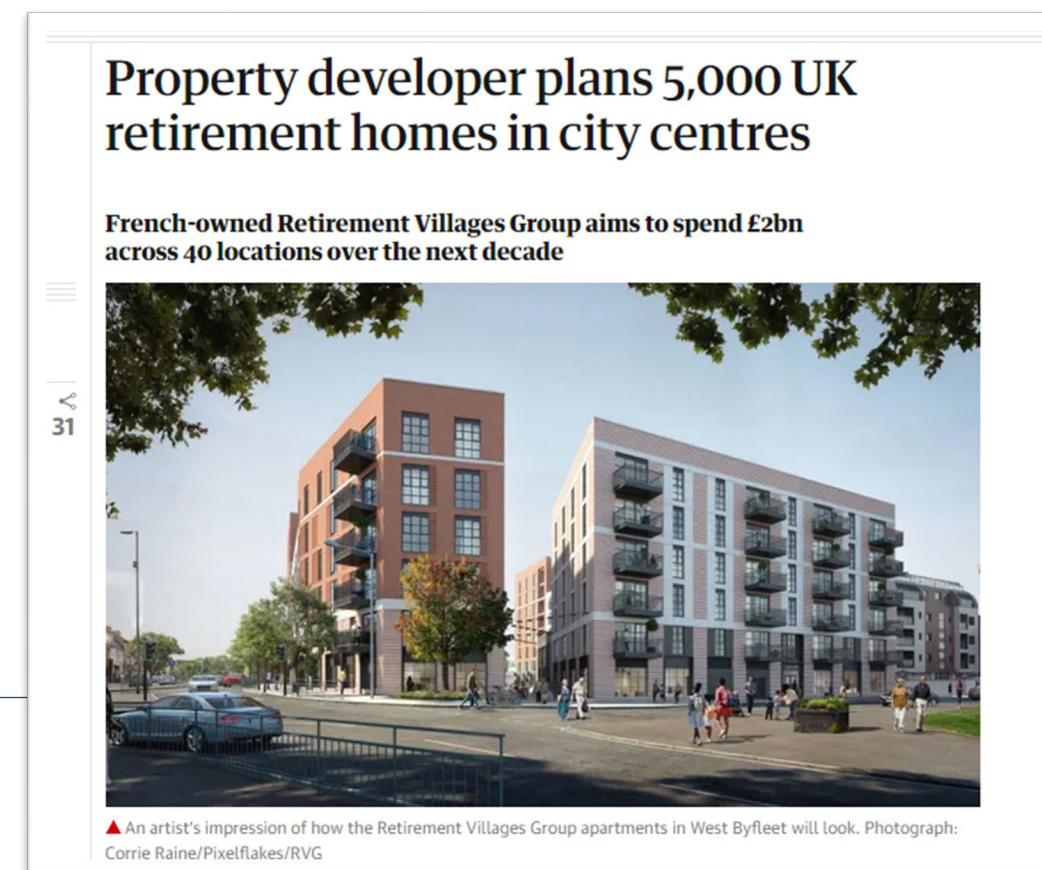 Property developer plans 5,000 UK
retirement homes in city centres
French-owned Retirement Villages Group aims to spend £2bn
across 40 locations over the next decade
31
An artist's impression of how the Retirement Villages Group apartments in West Byfleet will look. Photograph:
Corrie Raine/Pixelflakes/RVG